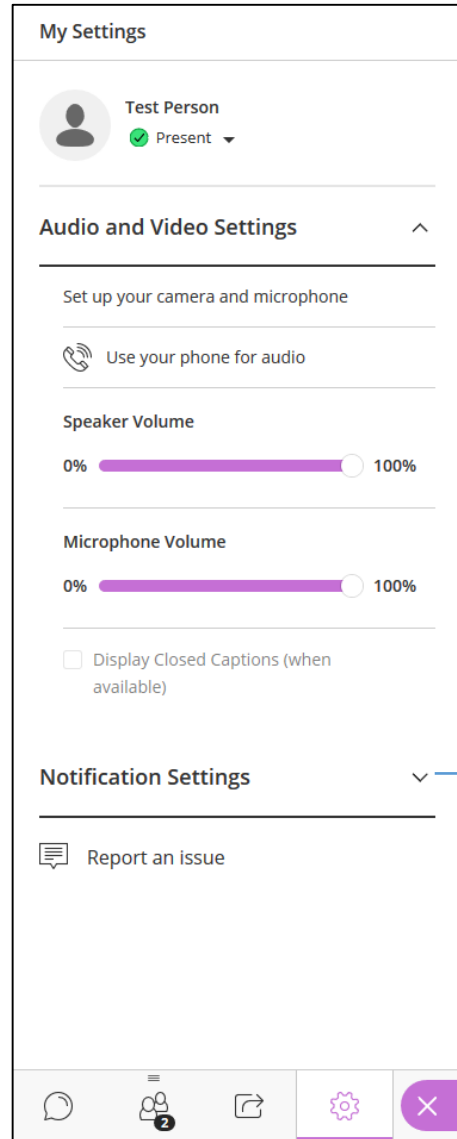 My Settings
Test Person
Present
Audio and Video Settings
Set up your camera and microphone
Use your phone for audio
Speaker Volume
0% 100%
Microphone Volume
0% 100%
Display Closed Captions (when
available)
Notification Settings
Report an issue
2